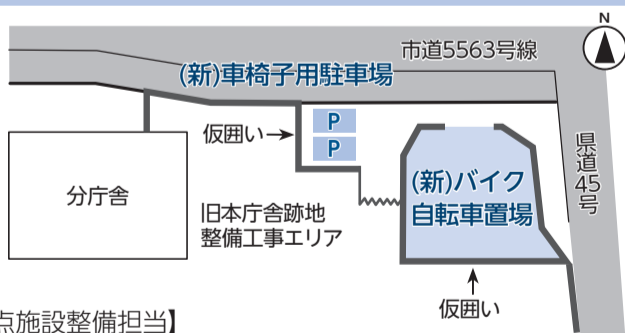 N
市道5563号線
(新)車椅子用駐車場
仮囲い→
P
P
県道45号
分庁舎
(新)バイク
自転車置場
旧本庁舎跡地
整備工事エリア
仮囲い
点施設整備担当】